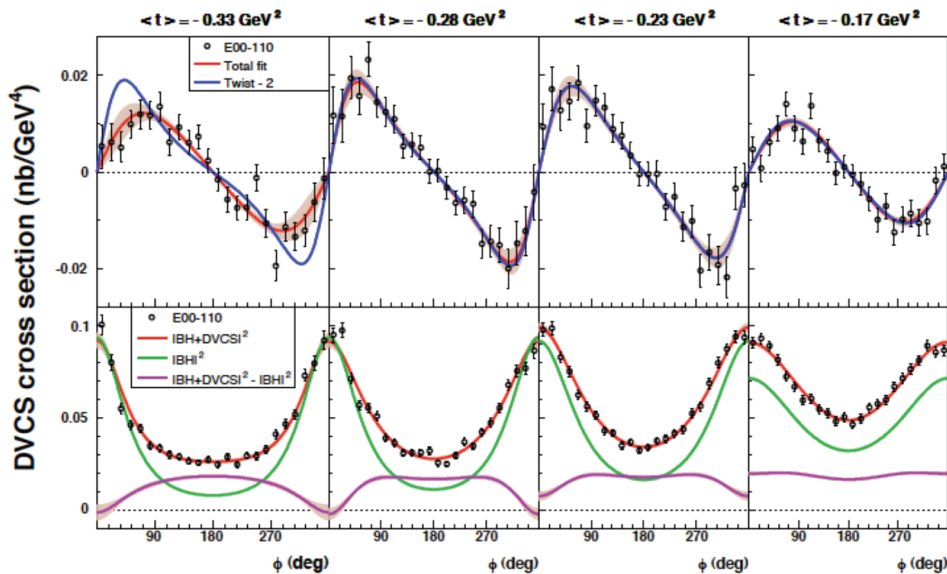 < t > = - 0.33 GeV² < t > = - 0.28 GeV² < t > = - 0.23 GeV² < t > = - 0.17 GeV²
DVCS cross section (nb/GeV⁴)
0.02
0
-0.02
E00-110
Total fit
Twist - 2
0.1
0.05
0
E00-110
IBH+DVCSI²
IBHI²
IBH+DVCSI² - IBHI²
90 180 270 90 180 270 90 180 270 90 180 270
ϕ (deg) ϕ (deg) ϕ (deg) ϕ (deg)